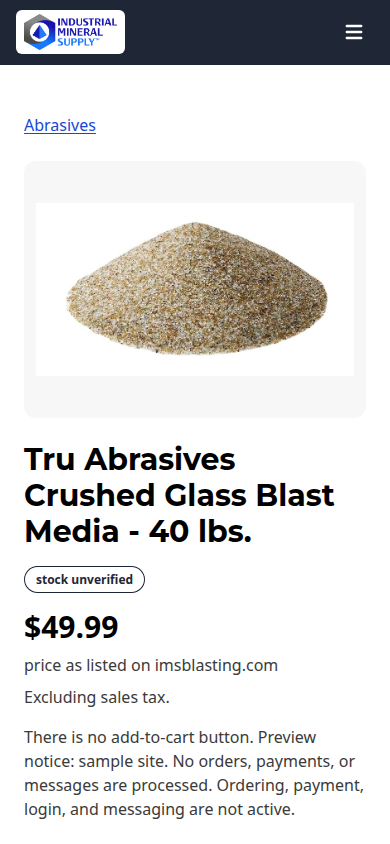 INDUSTRIAL
MINERAL
SUPPLY™
Abrasives
Tru Abrasives
Crushed Glass Blast
Media - 40 lbs.
stock unverified
$49.99
price as listed on imsblasting.com
Excluding sales tax.
There is no add-to-cart button. Preview
notice: sample site. No orders, payments, or
messages are processed. Ordering, payment,
login, and messaging are not active.